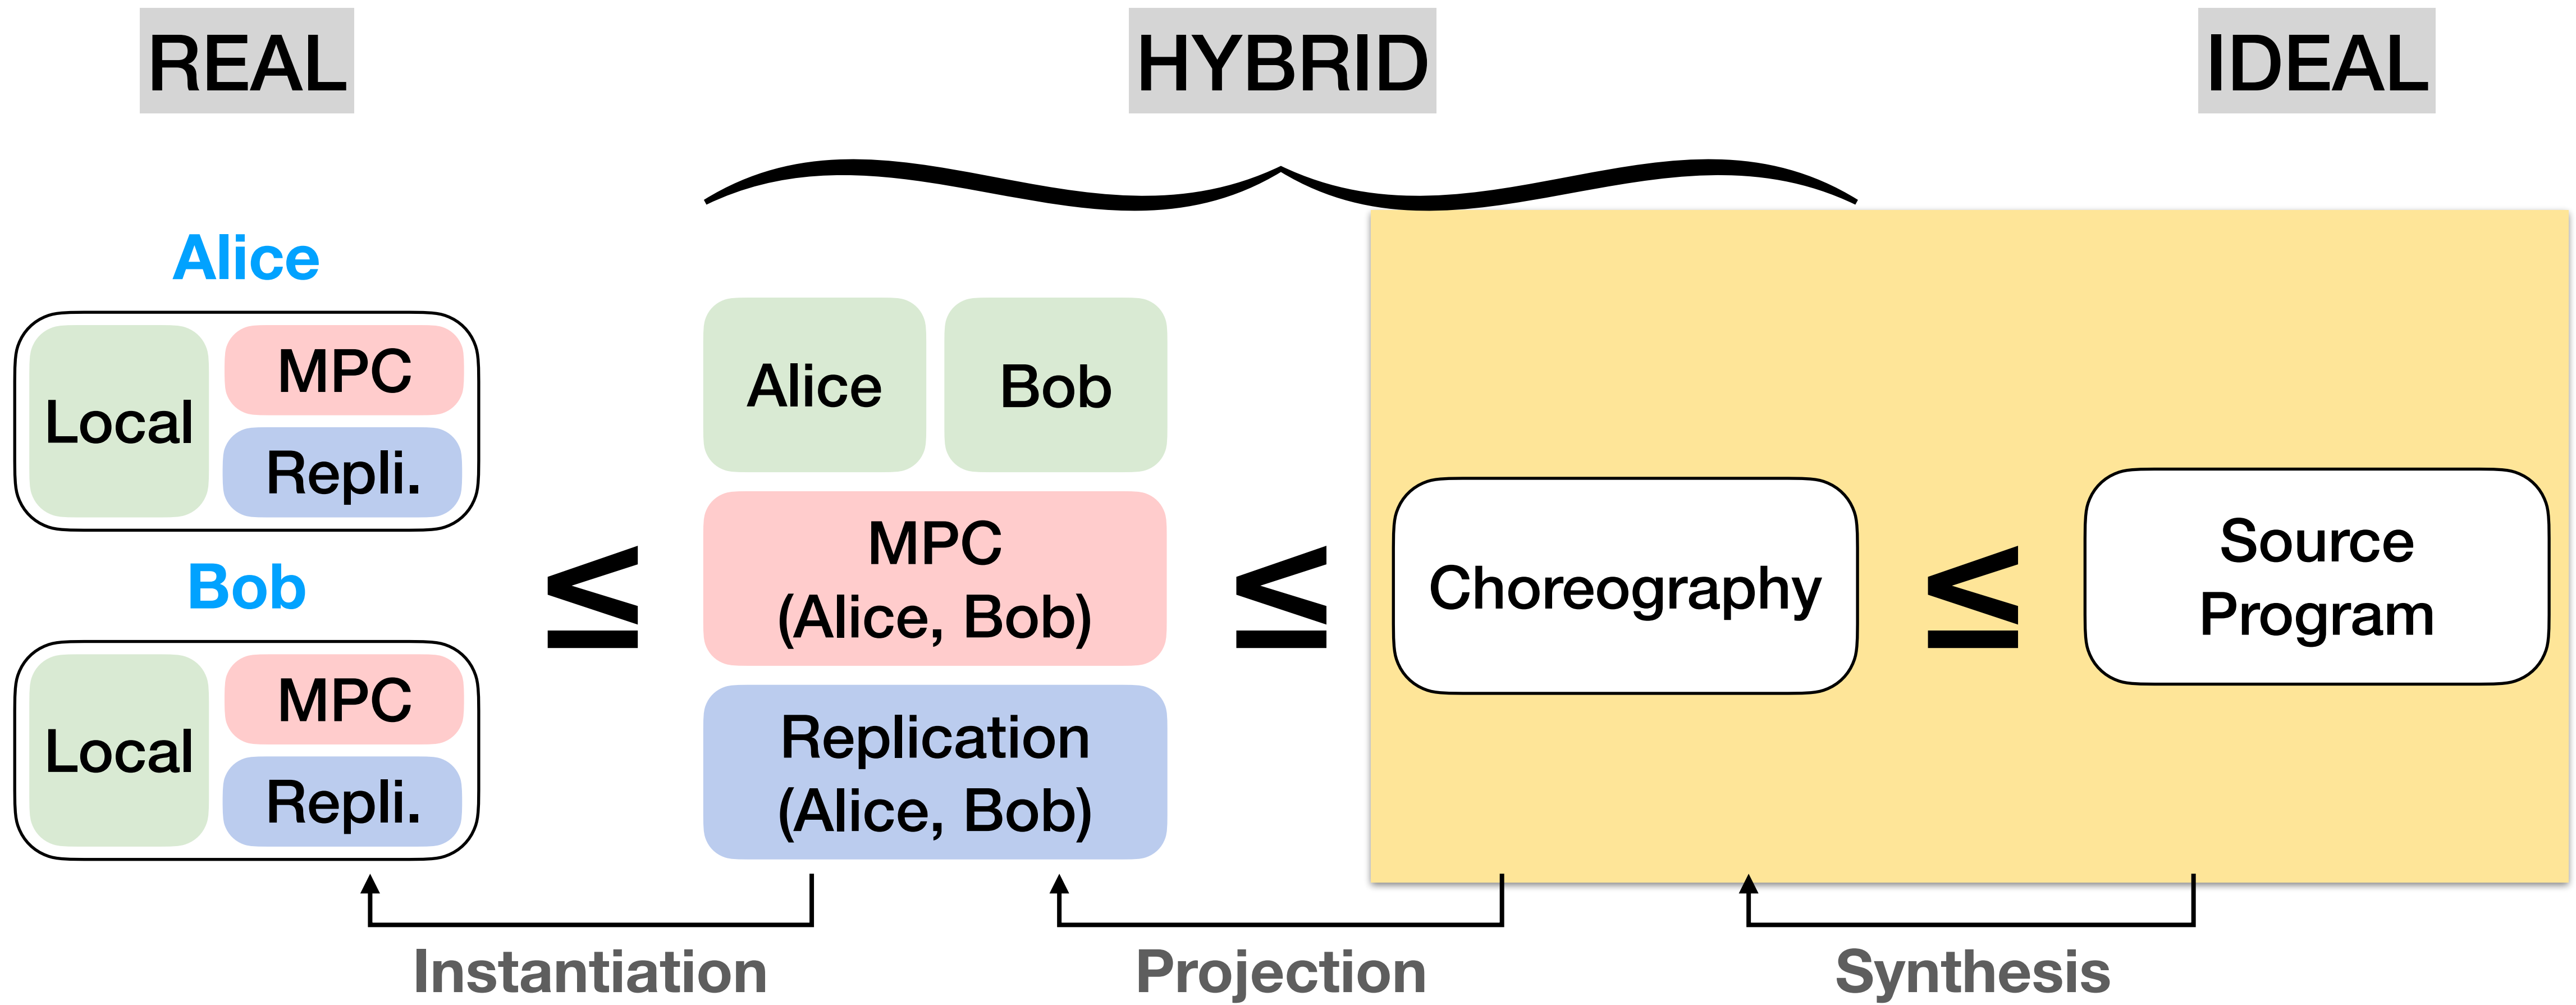 REAL
HYBRID
IDEAL
Alice
Local
MPC
Repli.
Bob
Local
MPC
Repli.
≤
Alice
Bob
MPC
(Alice, Bob)
Replication
(Alice, Bob)
≤
Choreography
≤
Source
Program
Instantiation
Projection
Synthesis